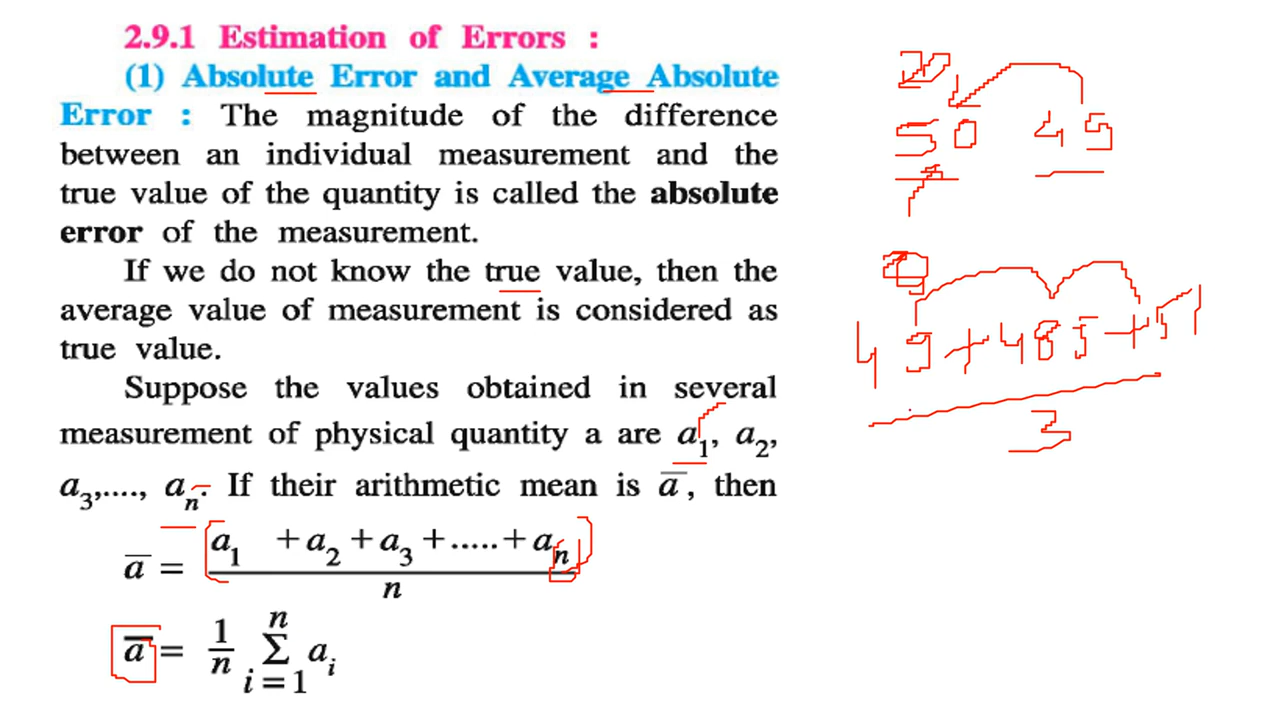 2.9.1 Estimation of Errors :
(1) Absolute Error and Average Absolute
Error : The magnitude of the difference
between an individual measurement and the
true value of the quantity is called the absolute
error of the measurement.
If we do not know the true value, then the
average value of measurement is considered as
true value.
Suppose the values obtained in several
measurement of physical quantity a are a₁, a₂,
a₃,...., aₙ. If their arithmetic mean is a̅, then
a̅ = (a₁ + a₂ + a₃ + ..... + aₙ) / n
a̅ = 1/n Σ i=1 n aᵢ
50 45
49 + 48 5 + 51
3